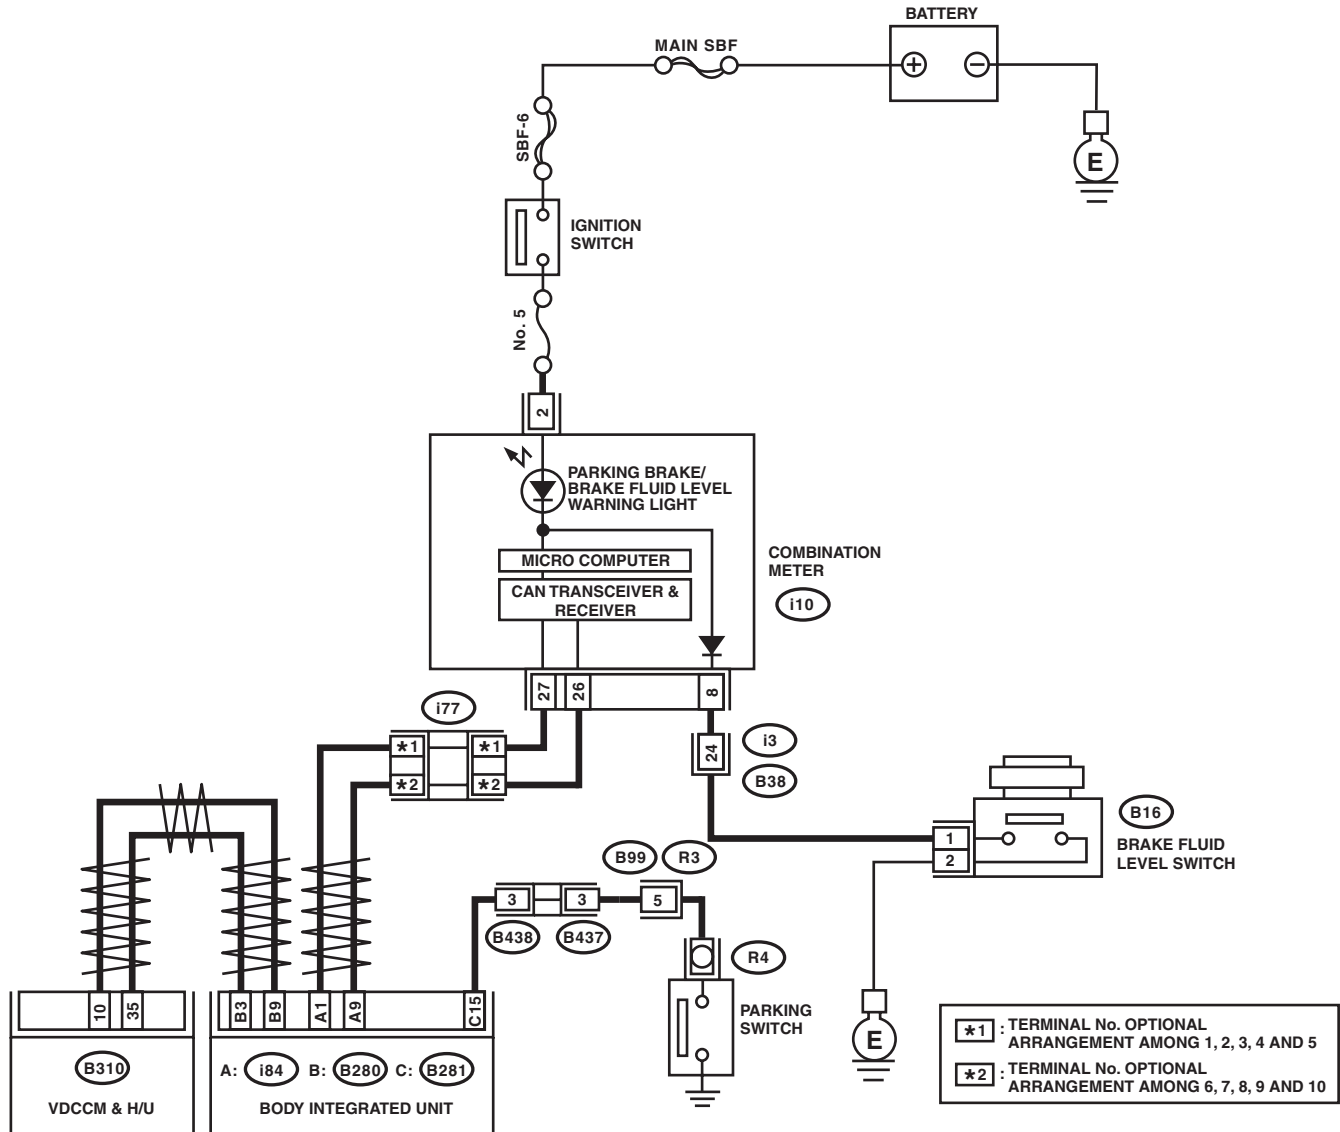 BATTERY
MAIN SBF
+
−
E
SBF-6
IGNITION
SWITCH
No. 5
2
PARKING BRAKE/
BRAKE FLUID LEVEL
WARNING LIGHT
MICRO COMPUTER
CAN TRANSCEIVER &
RECEIVER
COMBINATION
METER
i10
27
26
8
i77
*1
*1
*2
*2
24
i3
B38
1
2
B16
BRAKE FLUID
LEVEL SWITCH
B99
R3
3
3
5
B438
B437
R4
PARKING
SWITCH
E
10
35
B3
B9
A1
A9
C15
B310
VDCCM & H/U
A: i84 B: B280 C: B281
BODY INTEGRATED UNIT
*1 : TERMINAL No. OPTIONAL
ARRANGEMENT AMONG 1, 2, 3, 4 AND 5
*2 : TERMINAL No. OPTIONAL
ARRANGEMENT AMONG 6, 7, 8, 9 AND 10